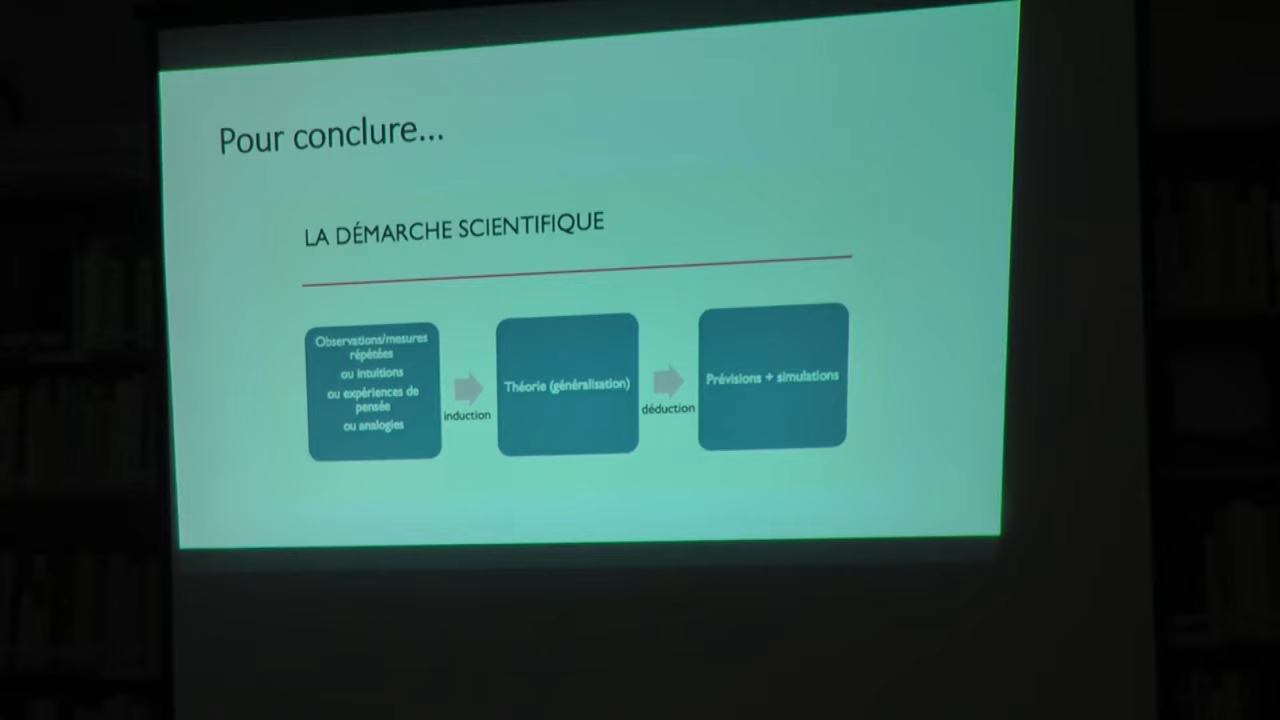 Pour conclure...
LA DÉMARCHE SCIENTIFIQUE
Observations/mesures
répétées
ou intuitions
ou expériences de
pensée
ou analogies
induction
Théorie (généralisation)
déduction
Prévisions + simulations